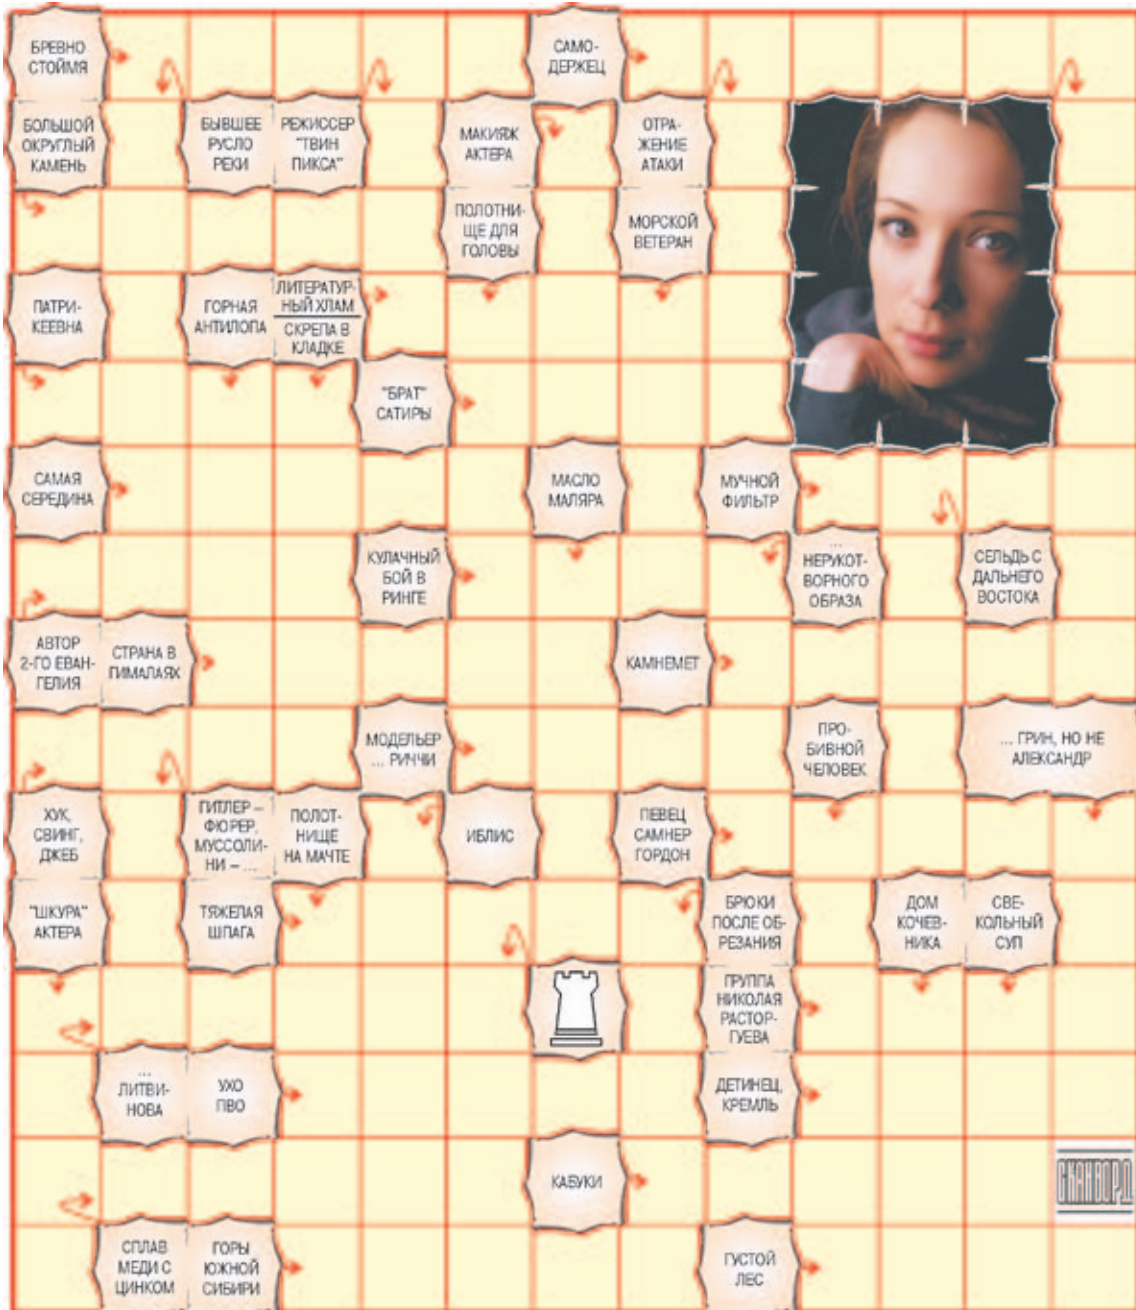 БРЕВНО
СТОЙМЯ
САМО-
ДЕРЖЕЦ
БОЛЬШОЙ
ОКРУГЛЫЙ
КАМЕНЬ
БЫВШЕЕ
РУСЛО
РЕКИ
РЕЖИССЕР
"ТВИН
ПИКСА"
МАКИЯЖ
АКТЕРА
ОТРА-
ЖЕНИЕ
АТАКИ
ПОЛОТНИ-
ЩЕ ДЛЯ
ГОЛОВЫ
МОРСКОЙ
ВЕТЕРАН
ПАТРИ-
КЕЕВНА
ГОРНАЯ
АНТИЛОПА
ЛИТЕРАТУР-
НЫЙ ХЛАМ
СКРЕПА В
КЛАДКЕ
"БРАТ"
САТИРЫ
САМАЯ
СЕРЕДИНА
МАСЛО
МАЛЯРА
МУЧНОЙ
ФИЛЬТР
КУЛАЧНЫЙ
БОЙ В
РИНГЕ
...
НЕРУКОТ-
ВОРНОГО
ОБРАЗА
СЕЛЬДЬ С
ДАЛЬНЕГО
ВОСТОКА
АВТОР
2-ГО ЕВАН-
ГЕЛИЯ
СТРАНА В
ГИМАЛАЯХ
КАМНЕМЕТ
МОДЕЛЬЕР
... РИЧЧИ
ПРО-
БИВНОЙ
ЧЕЛОВЕК
... ГРИН, НО НЕ
АЛЕКСАНДР
ХУК,
СВИНГ,
ДЖЕБ
ГИТЛЕР –
ФЮРЕР,
МУССОЛИ-
НИ – ...
ПОЛОТ-
НИЩЕ
НА МАЧТЕ
ИБЛИС
ПЕВЕЦ
САМНЕР
ГОРДОН
"ШКУРА"
АКТЕРА
ТЯЖЕЛАЯ
ШПАГА
БРЮКИ
ПОСЛЕ ОБ-
РЕЗАНИЯ
ДОМ
КОЧЕВ-
НИКА
СВЕ-
КОЛЬНЫЙ
СУП
ГРУППА
НИКОЛАЯ
РАСТОР-
ГУЕВА
...
ЛИТВИ-
НОВА
УХО
ПВО
ДЕТИНЕЦ,
КРЕМЛЬ
КАБУКИ
СКАНВОРД
СПЛАВ
МЕДИ С
ЦИНКОМ
ГОРЫ
ЮЖНОЙ
СИБИРИ
ГУСТОЙ
ЛЕС